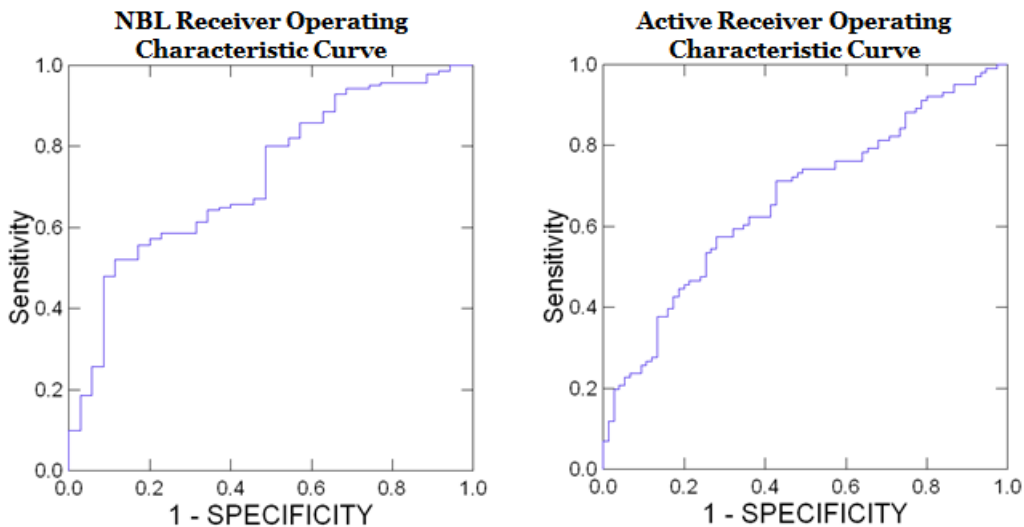 NBL Receiver Operating
Characteristic Curve
1.0
0.8
0.6
0.4
0.2
0.0
Sensitivity
0.0 0.2 0.4 0.6 0.8 1.0
1 - SPECIFICITY
Active Receiver Operating
Characteristic Curve
1.0
0.8
0.6
0.4
0.2
0.0
Sensitivity
0.0 0.2 0.4 0.6 0.8 1.0
1 - SPECIFICITY